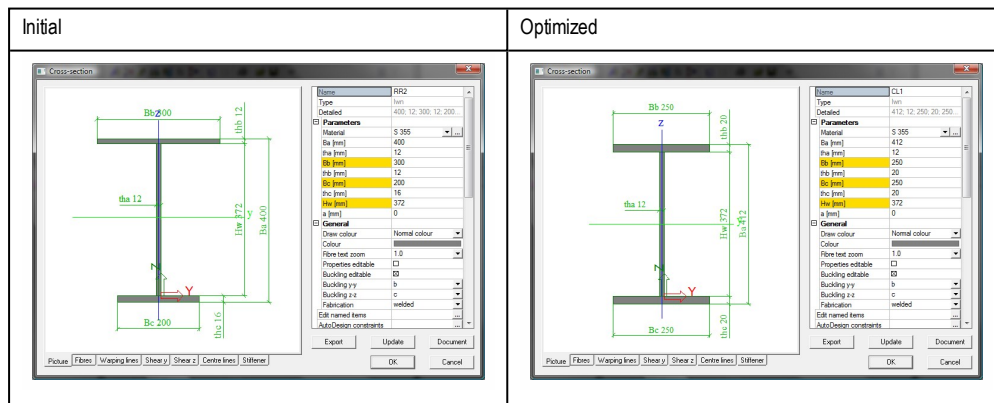 Initial
Optimized
Cross-section
Bb 300
thb 12
Z
tha 12
y
Hw 372
Ba 400
Z
Y
Bc 200
thc 16
Picture Fibres Warping lines Shear y Shear z Centre lines Stiffener
Name RR2
Type Iwn
Detailed 400; 12; 300; 12; 200...
Parameters
Material S 355 ...
Ba [mm] 400
tha [mm] 12
Bb [mm] 300
thb [mm] 12
Bc [mm] 200
thc [mm] 16
Hw [mm] 372
a [mm] 0
General
Draw colour Normal colour
Colour
Fibre text zoom 1.0
Properties editable
Buckling editable
Buckling y-y b
Buckling z-z c
Fabrication welded
Edit named items ...
AutoDesign constraints ...
Export Update Document
OK Cancel
Cross-section
Bb 250
thb 20
Z
tha 12
y
Hw 372
Ba 412
Z
Y
Bc 250
thc 20
Picture Fibres Warping lines Shear y Shear z Centre lines Stiffener
Name CL1
Type Iwn
Detailed 412; 12; 250; 20; 250...
Parameters
Material S 355 ...
Ba [mm] 412
tha [mm] 12
Bb [mm] 250
thb [mm] 20
Bc [mm] 250
thc [mm] 20
Hw [mm] 372
a [mm] 0
General
Draw colour Normal colour
Colour
Fibre text zoom 1.0
Properties editable
Buckling editable
Buckling y-y b
Buckling z-z c
Fabrication welded
Edit named items ...
AutoDesign constraints ...
Export Update Document
OK Cancel